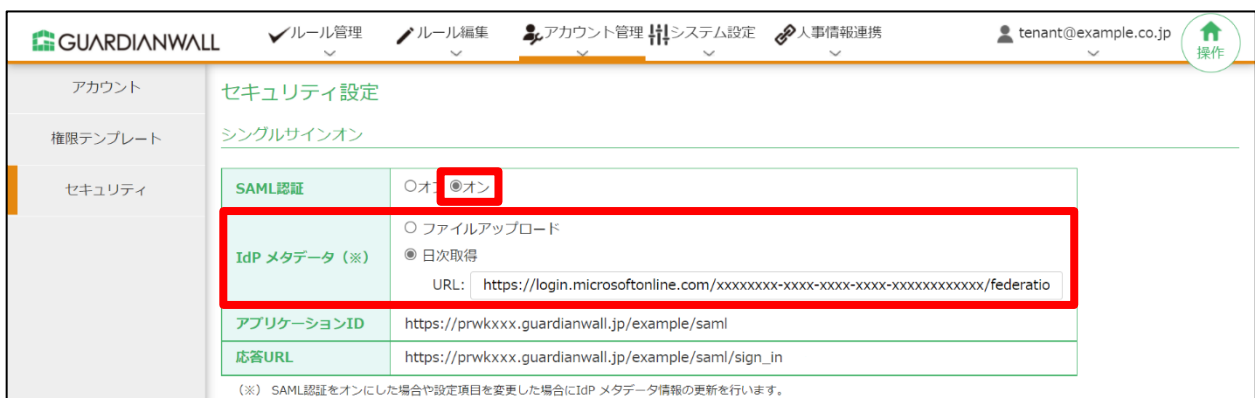 GUARDIANWALL
ルール管理 ルール編集 アカウント管理 システム設定 人事情報連携 tenant@example.co.jp 操作
アカウント
権限テンプレート
セキュリティ
セキュリティ設定
シングルサインオン
SAML認証 オフ オン
IdP メタデータ（※） ファイルアップロード
日次取得
URL: https://login.microsoftonline.com/xxxxxxxx-xxxx-xxxx-xxxx-xxxxxxxxxxxx/federatio
アプリケーションID https://prwkxxx.guardianwall.jp/example/saml
応答URL https://prwkxxx.guardianwall.jp/example/saml/sign_in
（※） SAML認証をオンにした場合や設定項目を変更した場合にIdP メタデータ情報の更新を行います。